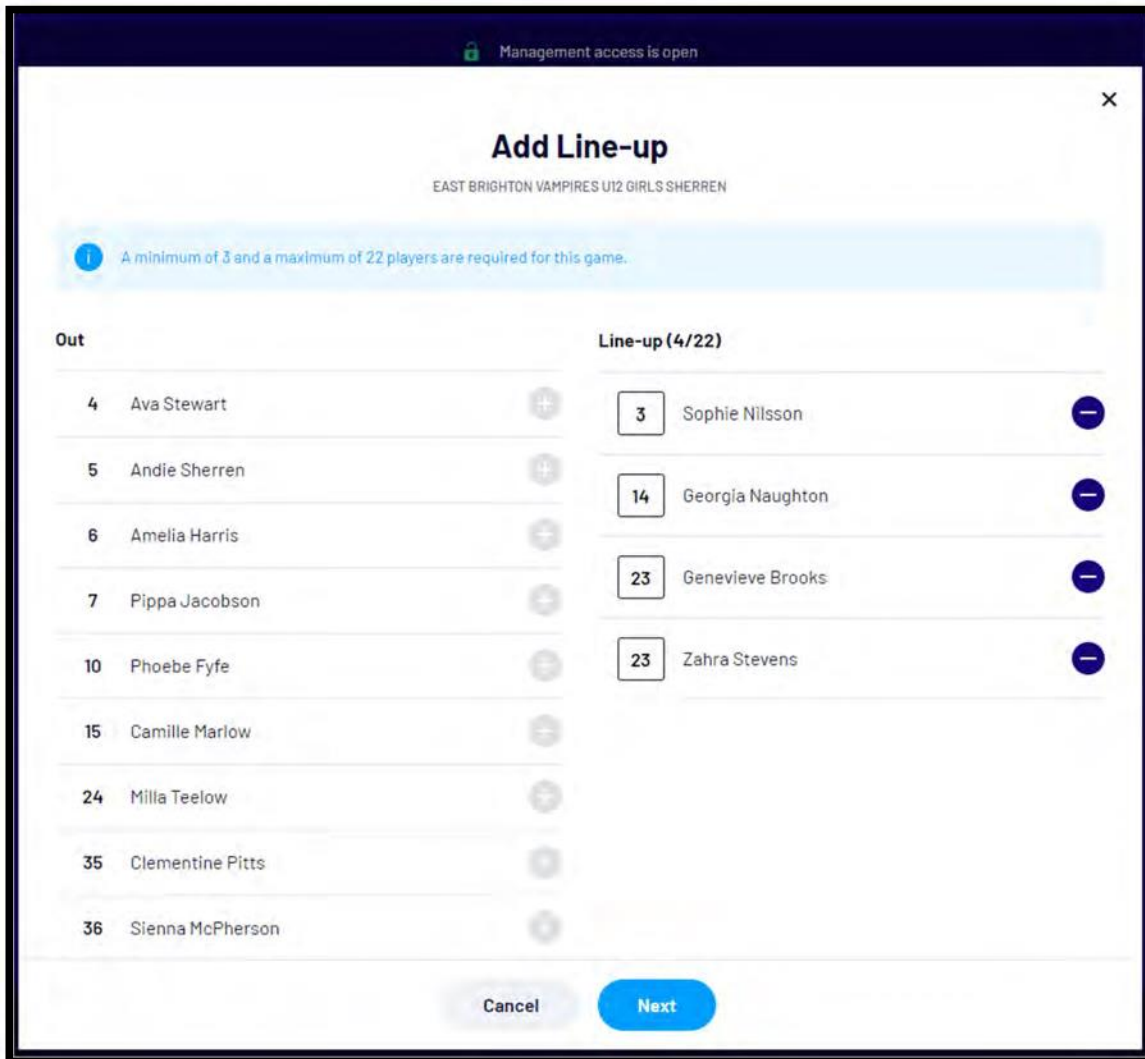 Management access is open
Add Line-up
EAST BRIGHTON VAMPIRES U12 GIRLS SHERREN
A minimum of 3 and a maximum of 22 players are required for this game.
Out
4 Ava Stewart
5 Andie Sherren
6 Amelia Harris
7 Pippa Jacobson
10 Phoebe Fyfe
15 Camille Marlow
24 Milla Teelow
35 Clementine Pitts
36 Sienna McPherson
Line-up (4/22)
3 Sophie Nilsson
14 Georgia Naughton
23 Genevieve Brooks
23 Zahra Stevens
Cancel
Next